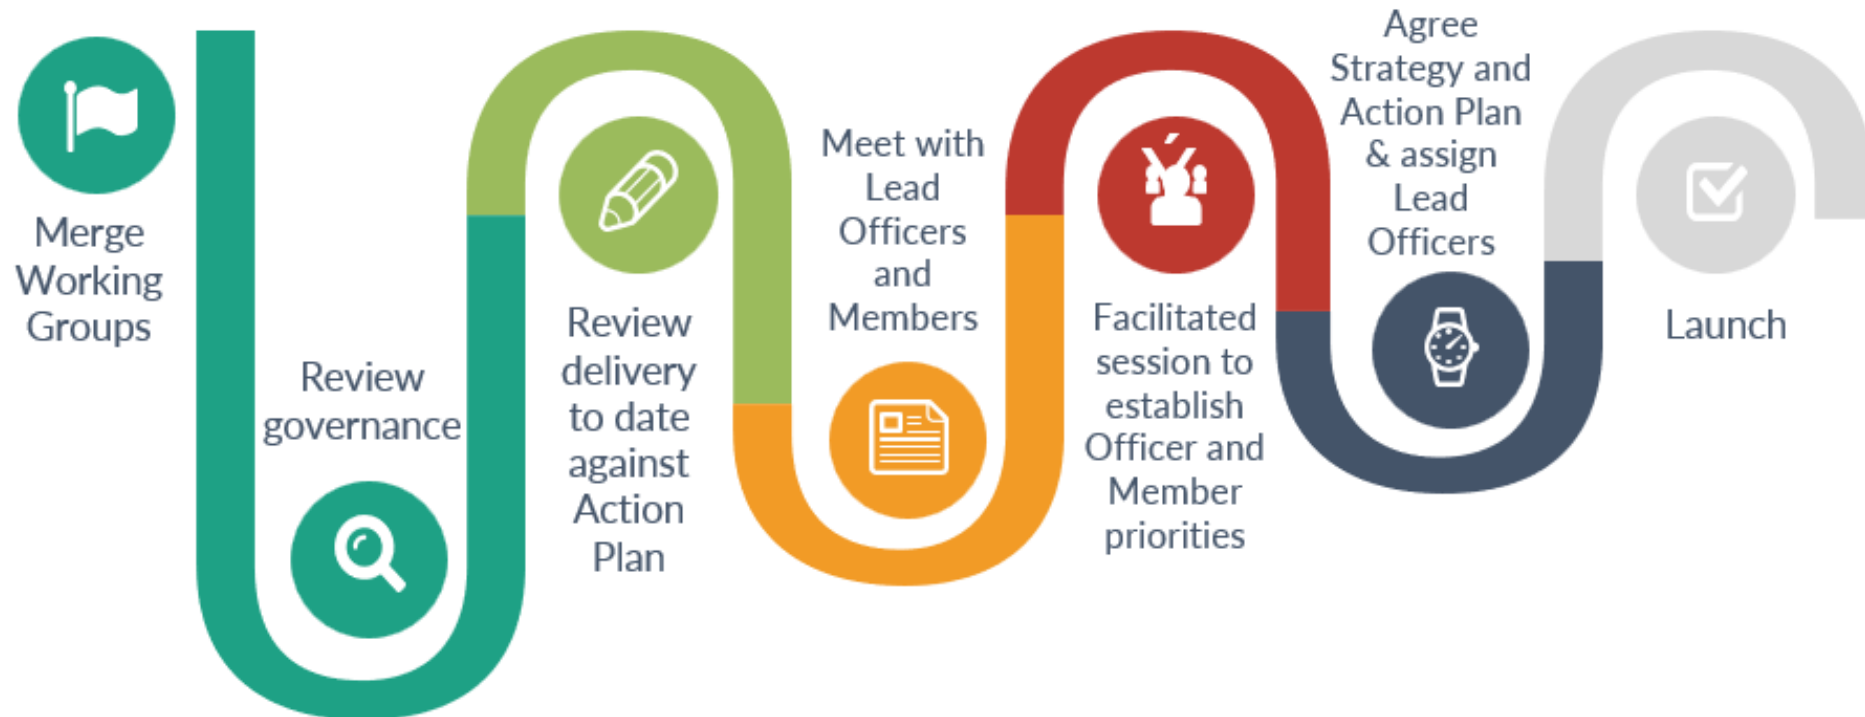 Merge
Working
Groups
Review
governance
Review
delivery
to date
against
Action
Plan
Meet with
Lead
Officers
and
Members
Facilitated
session to
establish
Officer and
Member
priorities
Agree
Strategy and
Action Plan
& assign
Lead
Officers
Launch